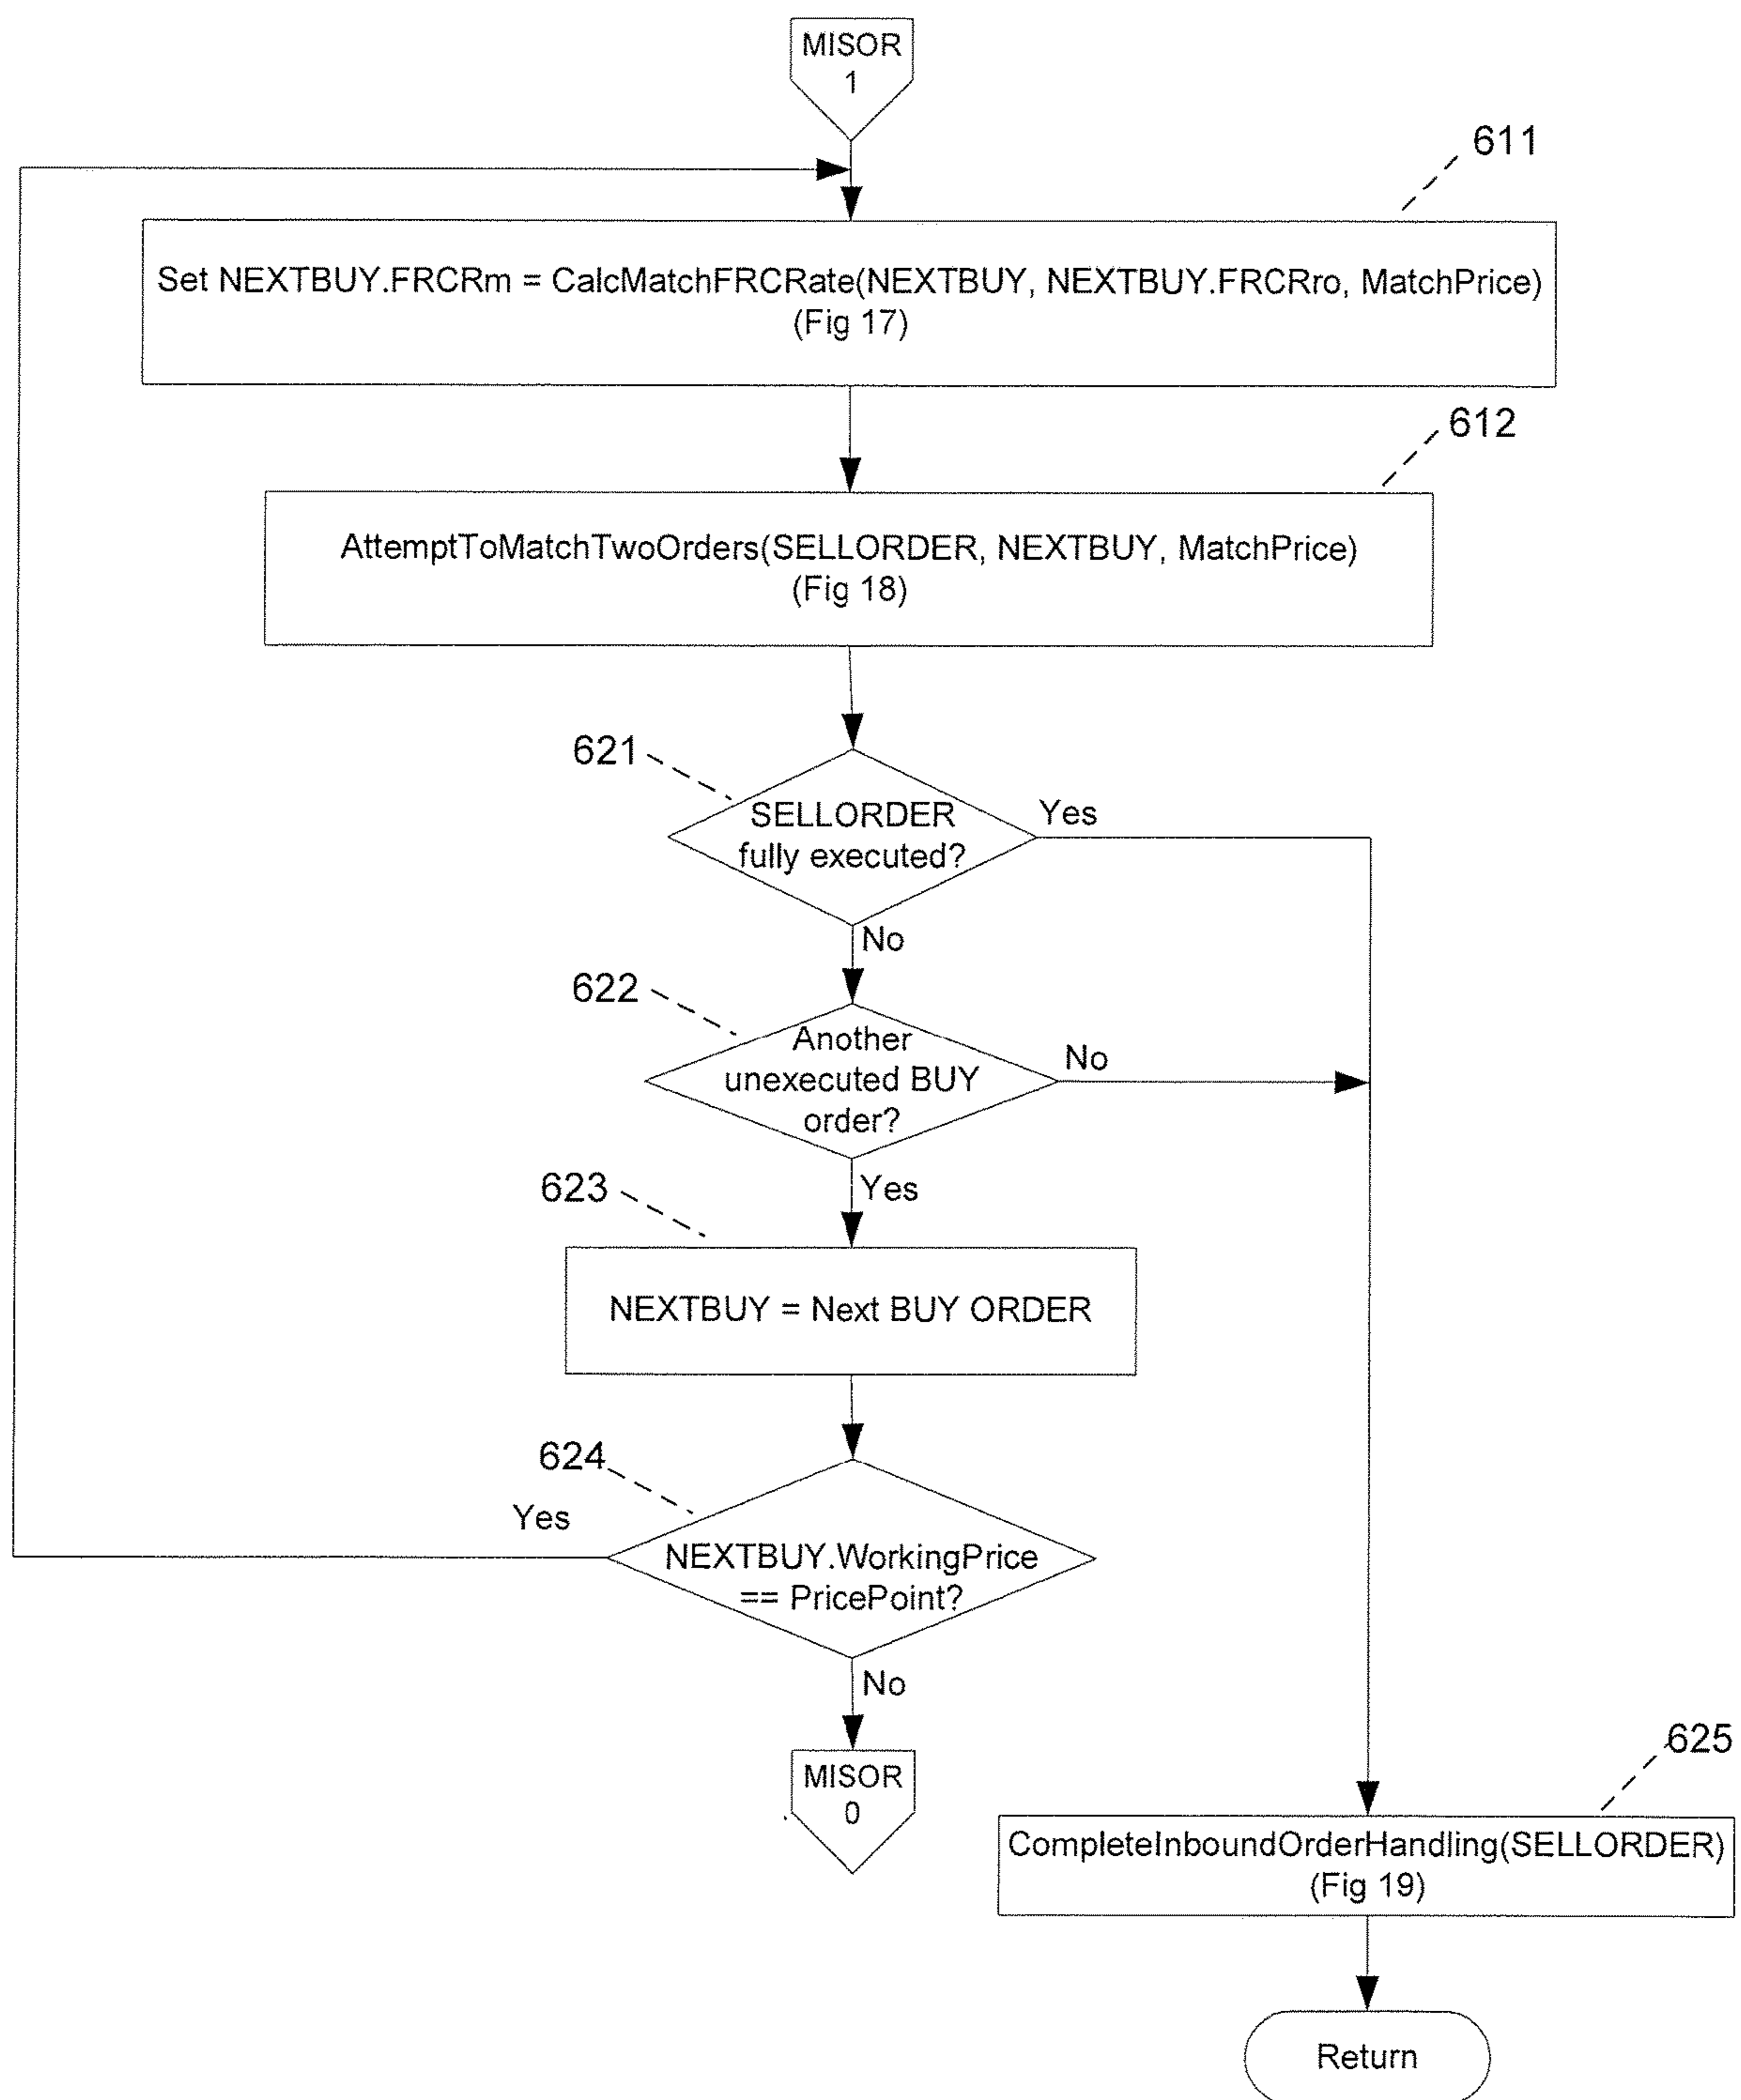 MISOR
1
611
Set NEXTBUY.FRCRm = CalcMatchFRCRate(NEXTBUY, NEXTBUY.FRCRro, MatchPrice)
(Fig 17)
612
AttemptToMatchTwoOrders(SELLORDER, NEXTBUY, MatchPrice)
(Fig 18)
621
SELLORDER
fully executed?
Yes
No
622
Another
unexecuted BUY
order?
No
Yes
623
NEXTBUY = Next BUY ORDER
624
Yes
NEXTBUY.WorkingPrice
== PricePoint?
No
MISOR
0
625
CompleteInboundOrderHandling(SELLORDER)
(Fig 19)
Return